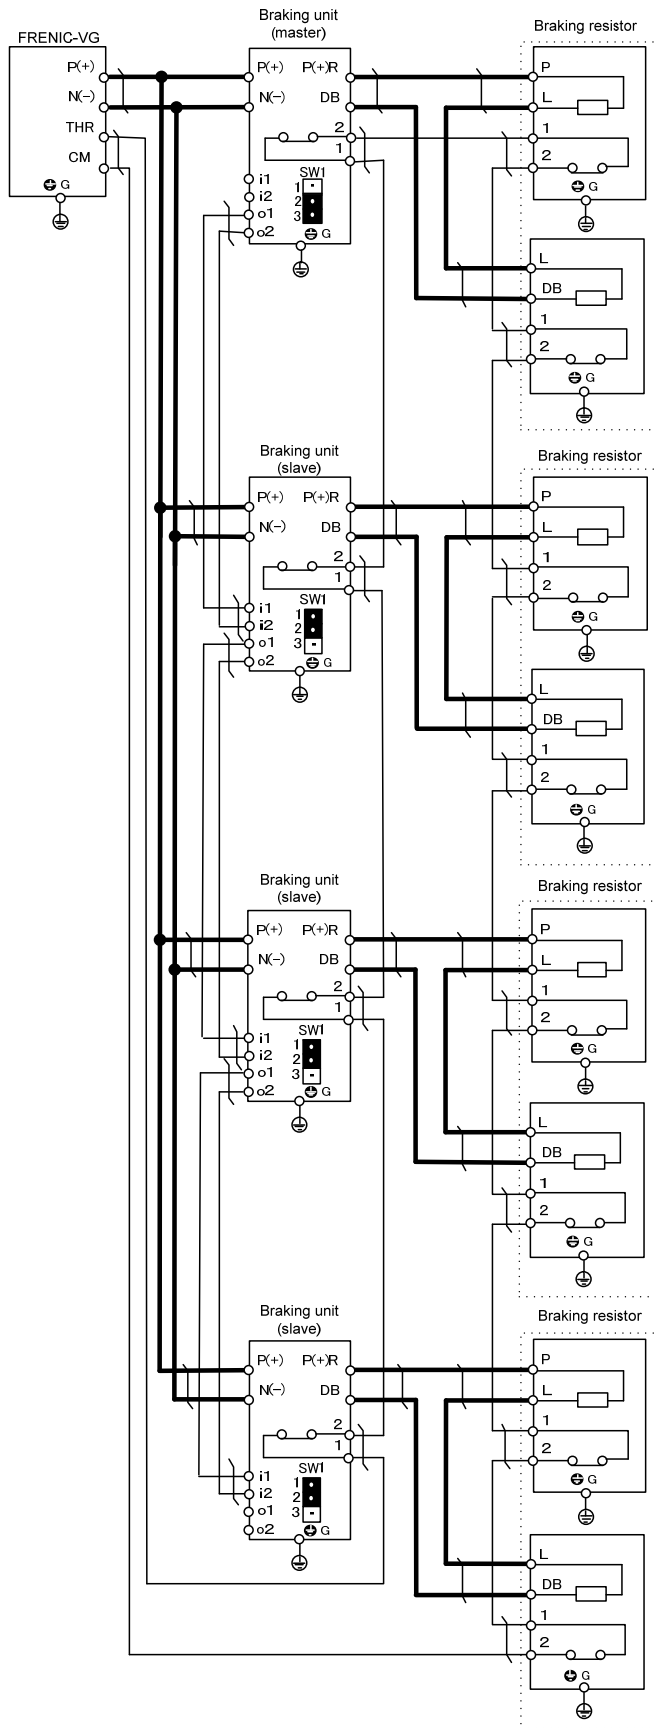 Braking unit
(master)
Braking resistor
FRENIC-VG
P(+)
N(−)
THR
CM
G
P(+) P(+)R
N(−) DB
2
1
i1
i2
o1
o2
SW1
1
2
3
G
P
L
1
2
G
L
DB
1
2
G
Braking unit
(slave)
Braking resistor
P(+) P(+)R
N(−) DB
2
1
i1
i2
o1
o2
SW1
1
2
3
G
P
L
1
2
G
L
DB
1
2
G
Braking unit
(slave)
Braking resistor
P(+) P(+)R
N(−) DB
2
1
i1
i2
o1
o2
SW1
1
2
3
G
P
L
1
2
G
L
DB
1
2
G
Braking unit
(slave)
Braking resistor
P(+) P(+)R
N(−) DB
2
1
i1
i2
o1
o2
SW1
1
2
3
G
P
L
1
2
G
L
DB
1
2
G